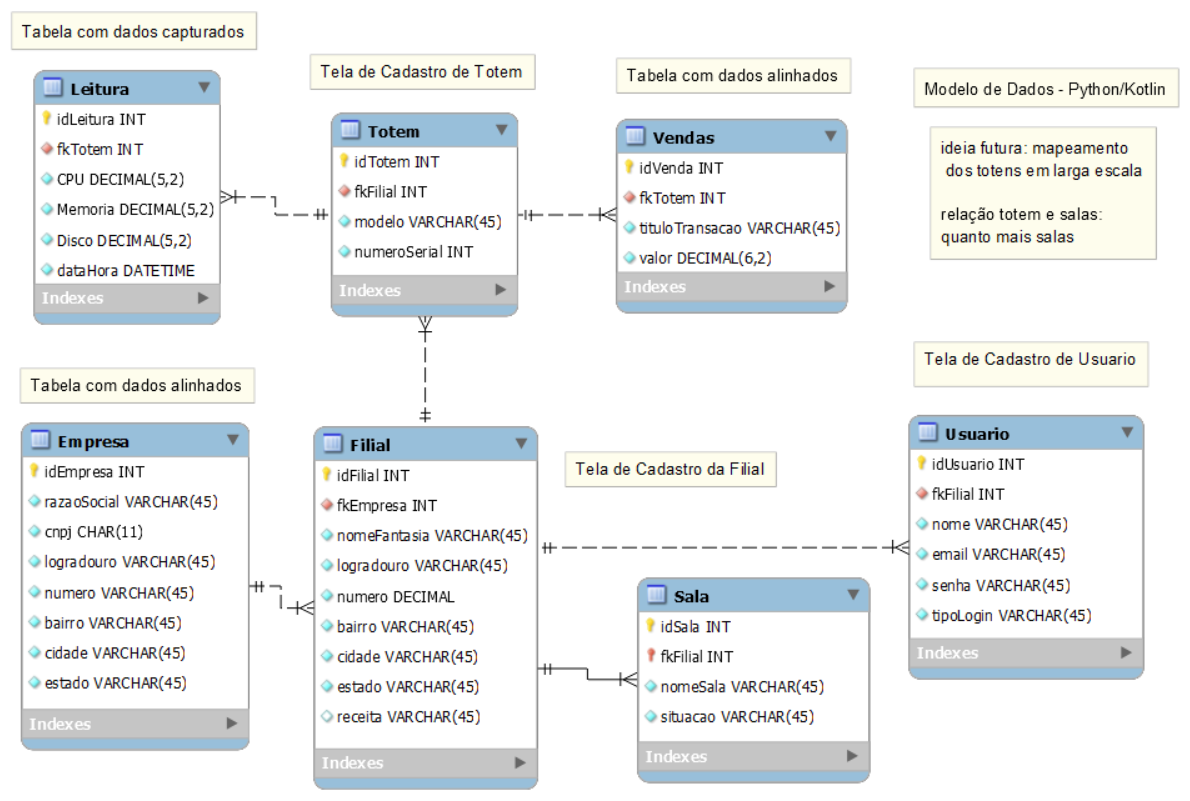 Tabela com dados capturados
Leitura
idLeitura INT
fkTotem INT
CPU DECIMAL(5,2)
Memoria DECIMAL(5,2)
Disco DECIMAL(5,2)
dataHora DATETIME
Indexes
Tela de Cadastro de Totem
Totem
idTotem INT
fkFilial INT
modelo VARCHAR(45)
numeroSerial INT
Indexes
Tabela com dados alinhados
Vendas
idVenda INT
fkTotem INT
tituloTransacao VARCHAR(45)
valor DECIMAL(6,2)
Indexes
Modelo de Dados - Python/Kotlin
ideia futura: mapeamento
dos totens em larga escala
relação totem e salas:
quanto mais salas
Tabela com dados alinhados
Empresa
idEmpresa INT
razaoSocial VARCHAR(45)
cnpj CHAR(11)
logradouro VARCHAR(45)
numero VARCHAR(45)
bairro VARCHAR(45)
cidade VARCHAR(45)
estado VARCHAR(45)
Indexes
Filial
idFilial INT
fkEmpresa INT
nomeFantasia VARCHAR(45)
logradouro VARCHAR(45)
numero DECIMAL
bairro VARCHAR(45)
cidade VARCHAR(45)
estado VARCHAR(45)
receita VARCHAR(45)
Indexes
Tela de Cadastro da Filial
Sala
idSala INT
fkFilial INT
nomeSala VARCHAR(45)
situacao VARCHAR(45)
Indexes
Tela de Cadastro de Usuario
Usuario
idUsuario INT
fkFilial INT
nome VARCHAR(45)
email VARCHAR(45)
senha VARCHAR(45)
tipoLogin VARCHAR(45)
Indexes